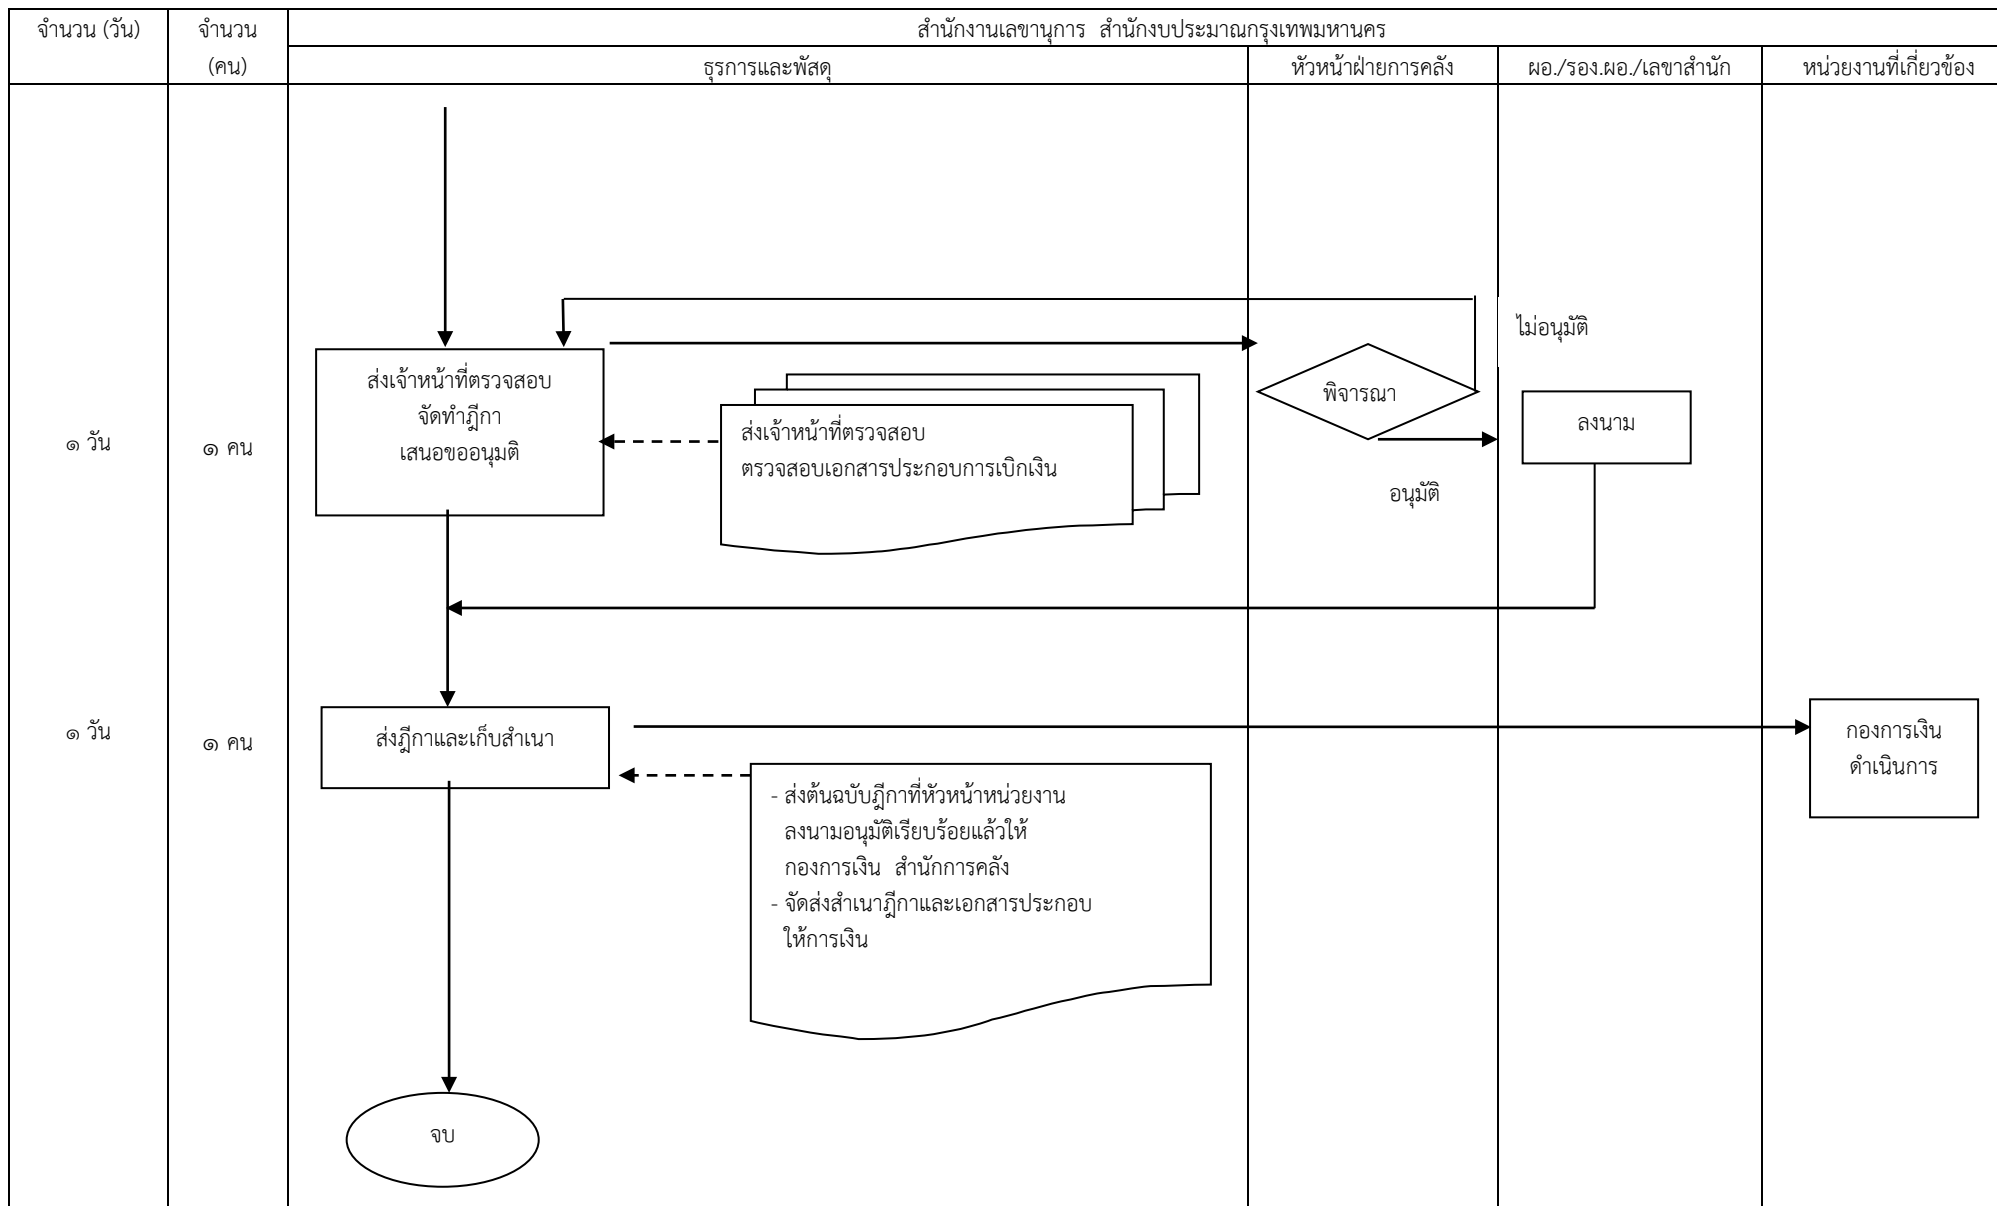 จำนวน (วัน)
จำนวน
(คน)
สำนักงานเลขานุการ สำนักงบประมาณกรุงเทพมหานคร
ธุรการและพัสดุ
หัวหน้าฝ่ายการคลัง
ผอ./รอง.ผอ./เลขาสำนัก
หน่วยงานที่เกี่ยวข้อง
ไม่อนุมัติ
ส่งเจ้าหน้าที่ตรวจสอบ
จัดทำฎีกา
เสนอขออนุมติ
ส่งเจ้าหน้าที่ตรวจสอบ
ตรวจสอบเอกสารประกอบการเบิกเงิน
พิจารณา
ลงนาม
๑ วัน
๑ คน
อนุมัติ
๑ วัน
๑ คน
ส่งฎีกาและเก็บสำเนา
กองการเงิน
ดำเนินการ
- ส่งต้นฉบับฎีกาที่หัวหน้าหน่วยงาน
ลงนามอนุมัติเรียบร้อยแล้วให้
กองการเงิน สำนักการคลัง
- จัดส่งสำเนาฎีกาและเอกสารประกอบ
ให้การเงิน
จบ